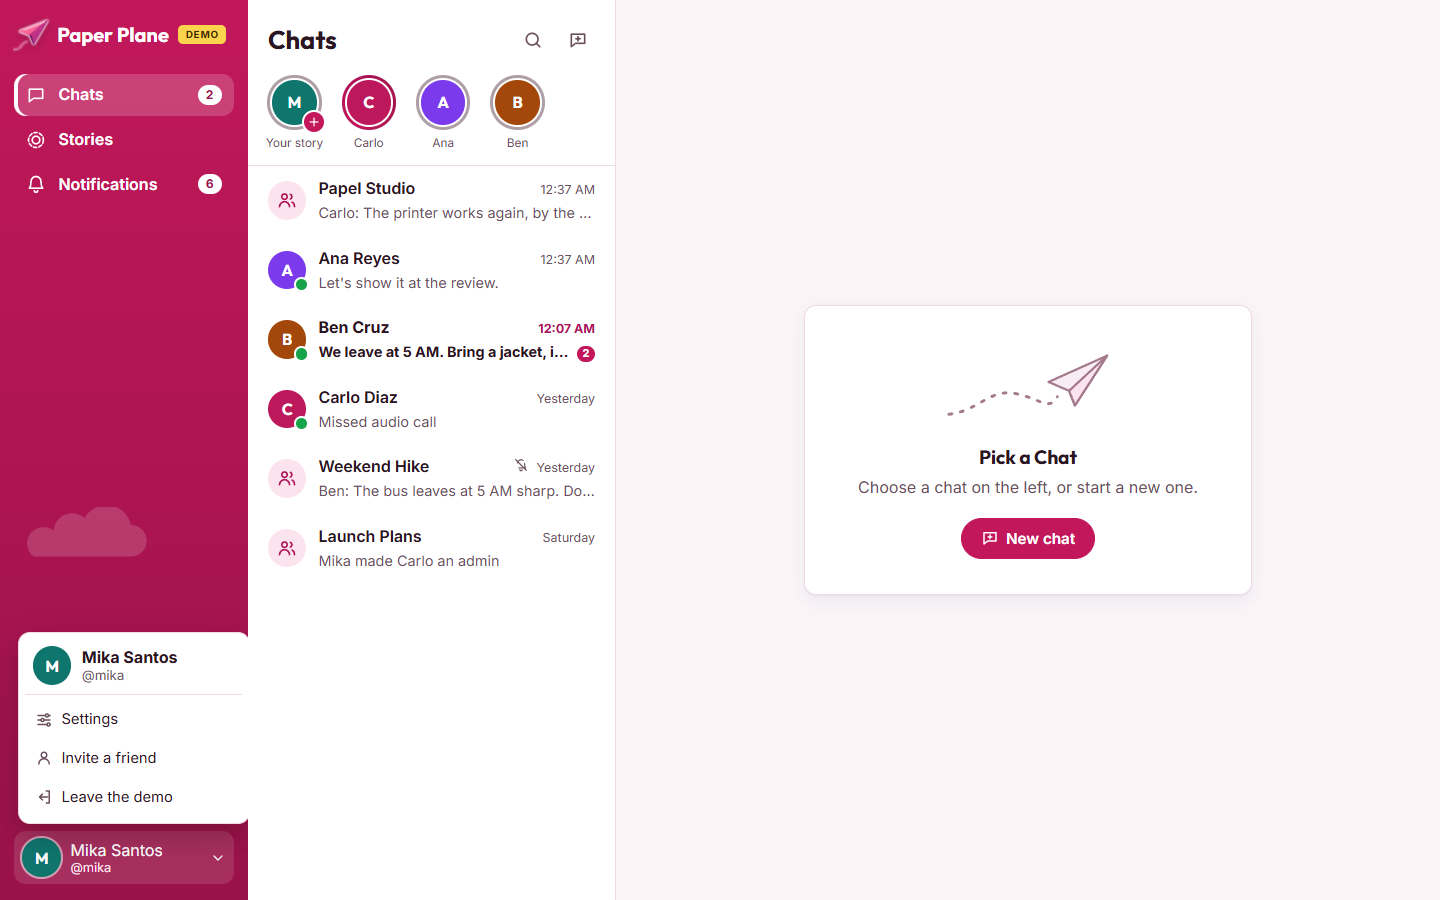 Paper Plane DEMO
Chats 2
Stories
Notifications 6
Mika Santos
@mika
Settings
Invite a friend
Leave the demo
M Mika Santos
@mika
Chats
M C A B
Your story Carlo Ana Ben
Papel Studio 12:37 AM
Carlo: The printer works again, by the ...
A Ana Reyes 12:37 AM
Let's show it at the review.
B Ben Cruz 12:07 AM
We leave at 5 AM. Bring a jacket, i... 2
C Carlo Diaz Yesterday
Missed audio call
Weekend Hike Yesterday
Ben: The bus leaves at 5 AM sharp. Do...
Launch Plans Saturday
Mika made Carlo an admin
Pick a Chat
Choose a chat on the left, or start a new one.
New chat